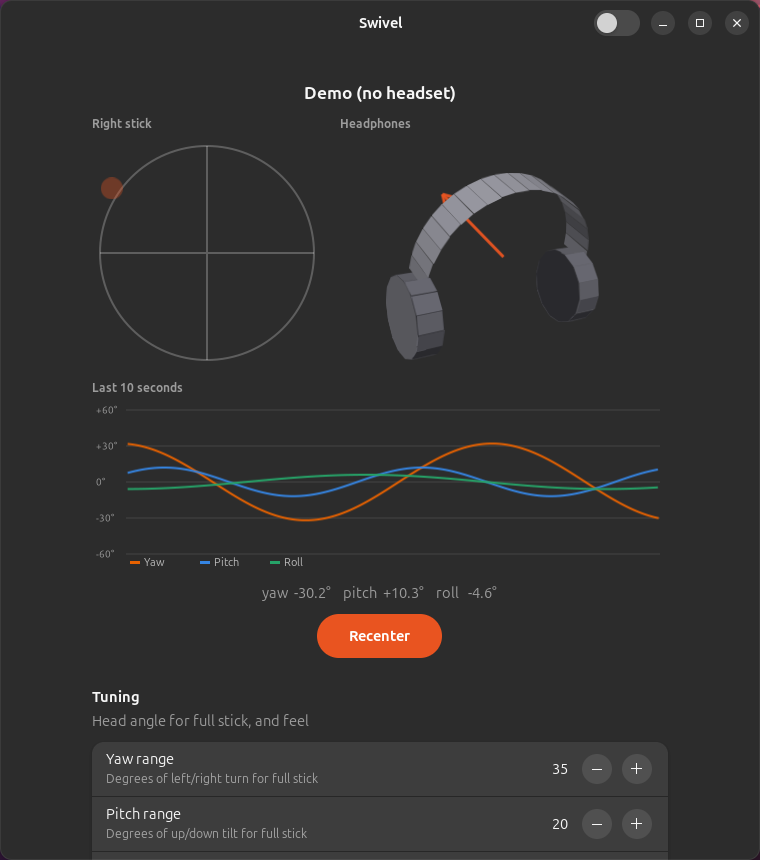 Swivel
Demo (no headset)
Right stick
Headphones
Last 10 seconds
+60°
+30°
0°
-30°
-60°
Yaw Pitch Roll
yaw -30.2° pitch +10.3° roll -4.6°
Recenter
Tuning
Head angle for full stick, and feel
Yaw range
Degrees of left/right turn for full stick
35 − +
Pitch range
Degrees of up/down tilt for full stick
20 − +